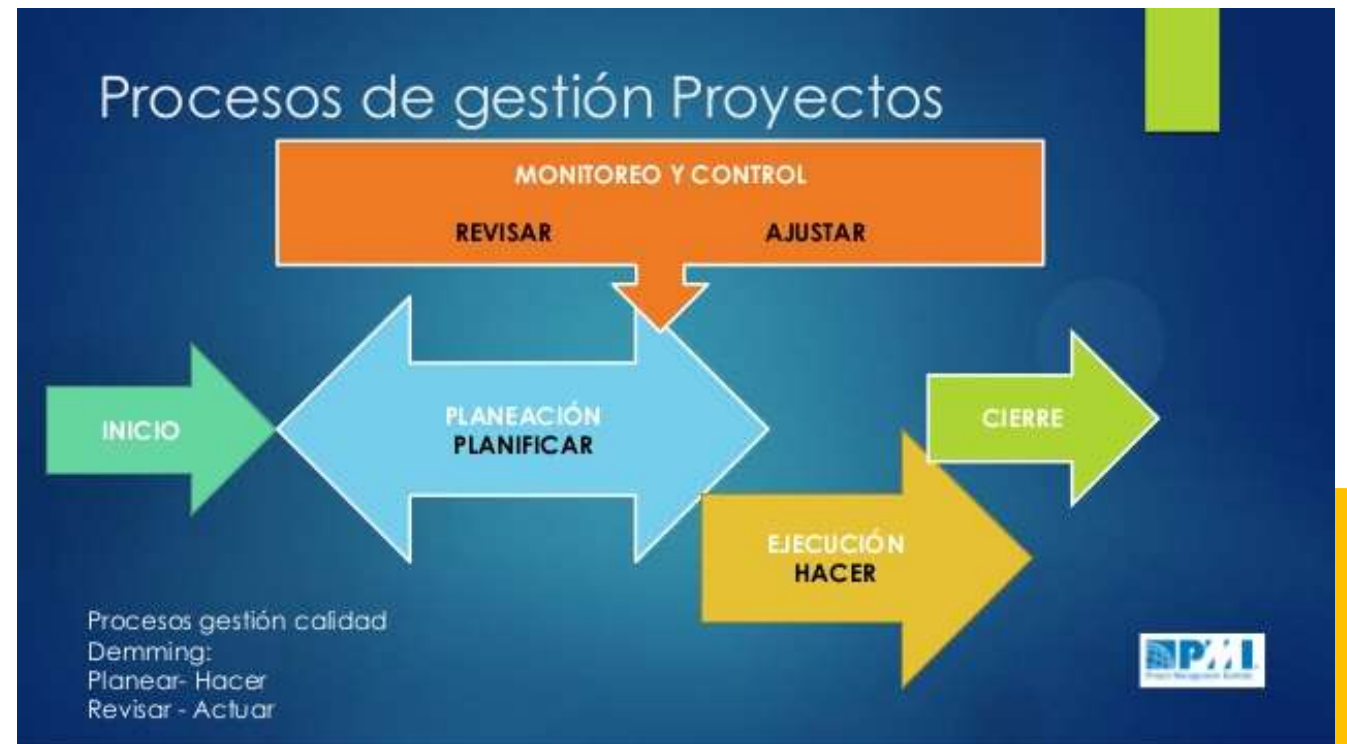 Procesos de gestión Proyectos
MONITOREO Y CONTROL
REVISAR AJUSTAR
INICIO
PLANEACIÓN
PLANIFICAR
CIERRE
EJECUCIÓN
HACER
Procesos gestión calidad
Demming:
Planear- Hacer
Revisar - Actuar
PMI